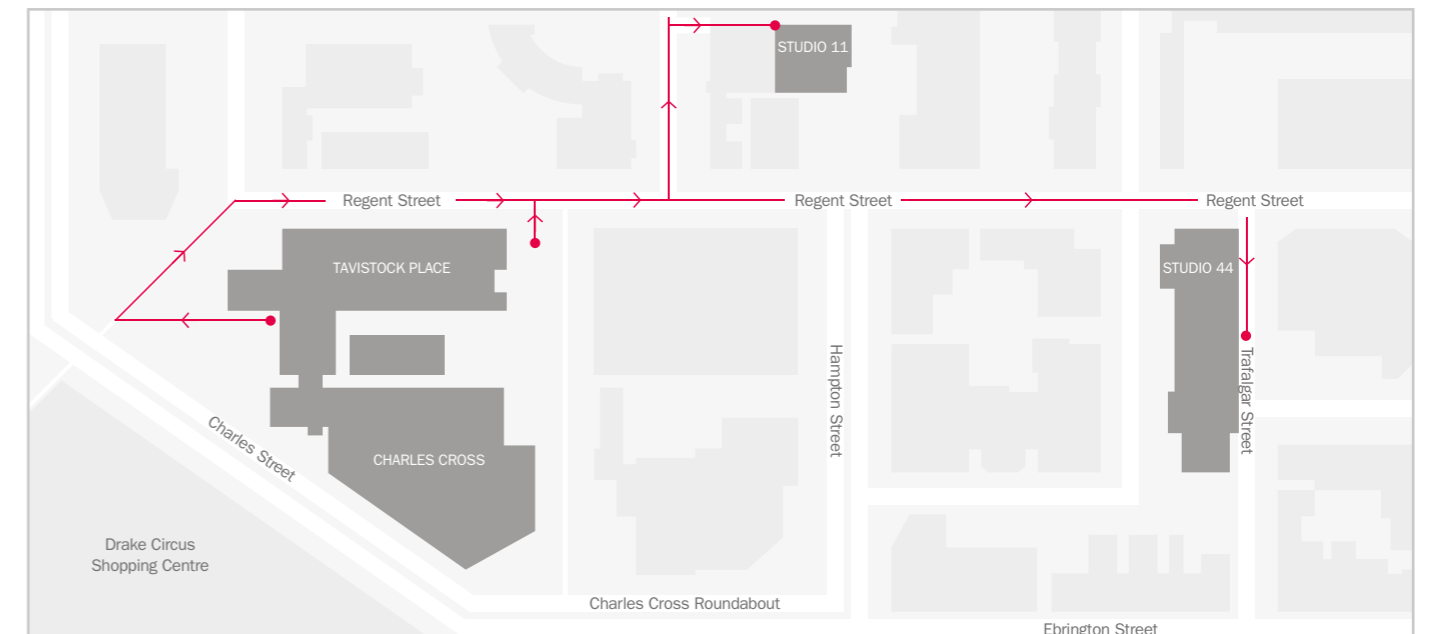 STUDIO 11
Regent Street
Regent Street
Regent Street
TAVISTOCK PLACE
STUDIO 44
Hampton Street
Trafalgar Street
Charles Street
CHARLES CROSS
Drake Circus
Shopping Centre
Charles Cross Roundabout
Ebrington Street